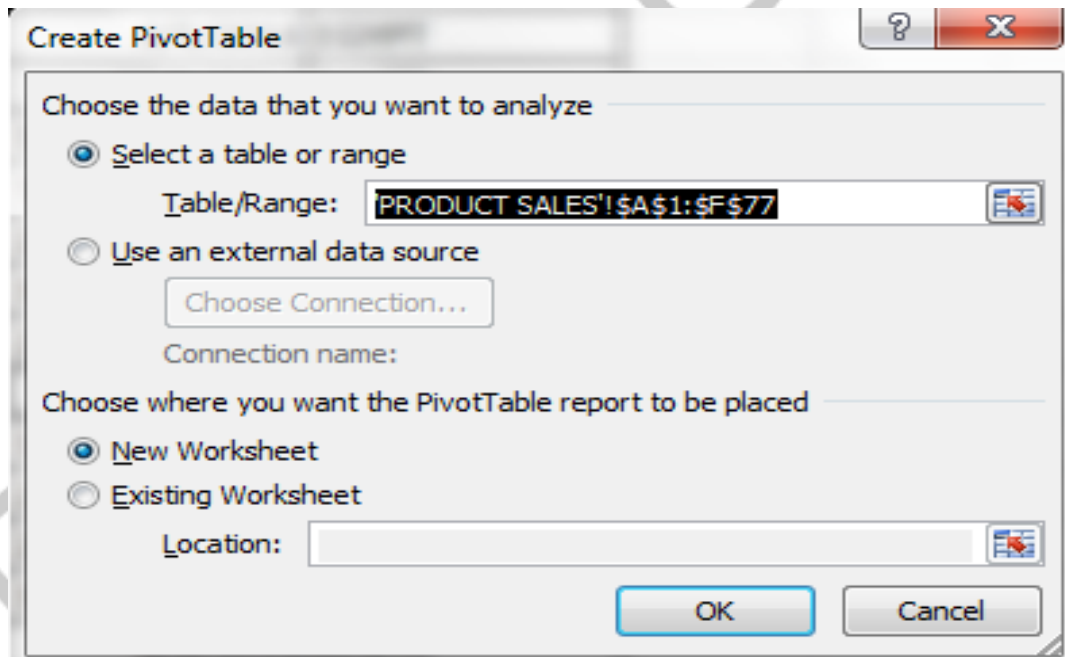 Create PivotTable
Choose the data that you want to analyze
Select a table or range
Table/Range: 'PRODUCT SALES'!$A$1:$F$77
Use an external data source
Choose Connection...
Connection name:
Choose where you want the PivotTable report to be placed
New Worksheet
Existing Worksheet
Location:
OK Cancel